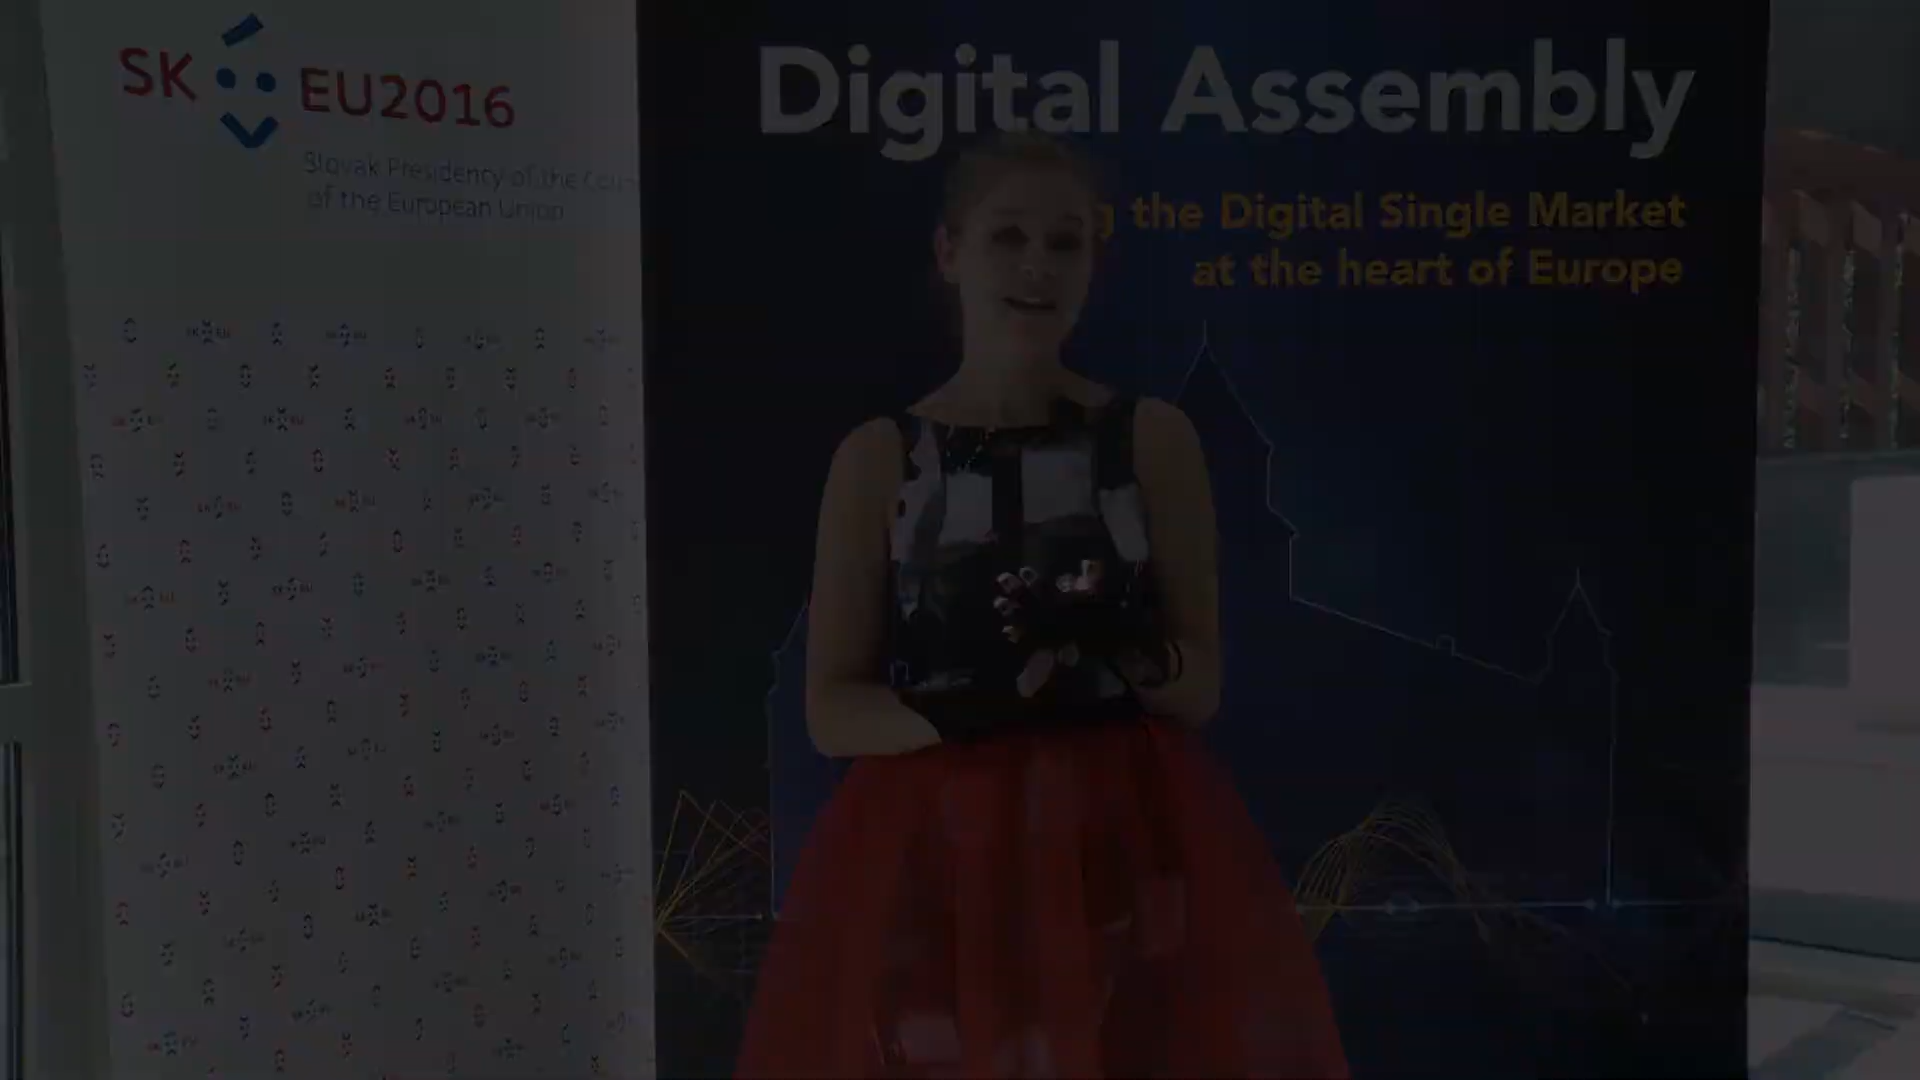 SK EU2016
Slovak Presidency of the
of the European Union
Digital Assembly
the Digital Single Market
at the heart of Europe